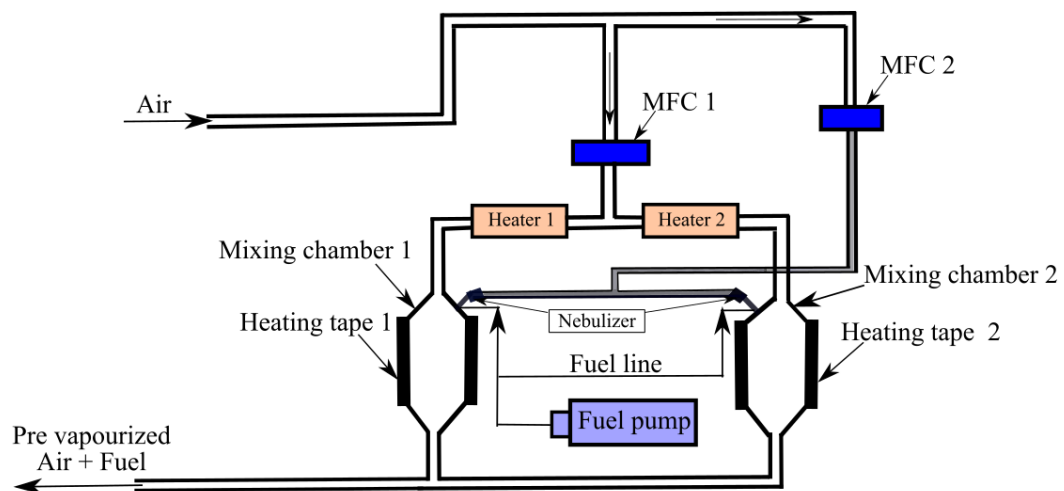 Air
MFC 1
MFC 2
Heater 1
Heater 2
Mixing chamber 1
Mixing chamber 2
Heating tape 1
Nebulizer
Heating tape  2
Fuel line
Fuel pump
Pre vapourized
Air + Fuel